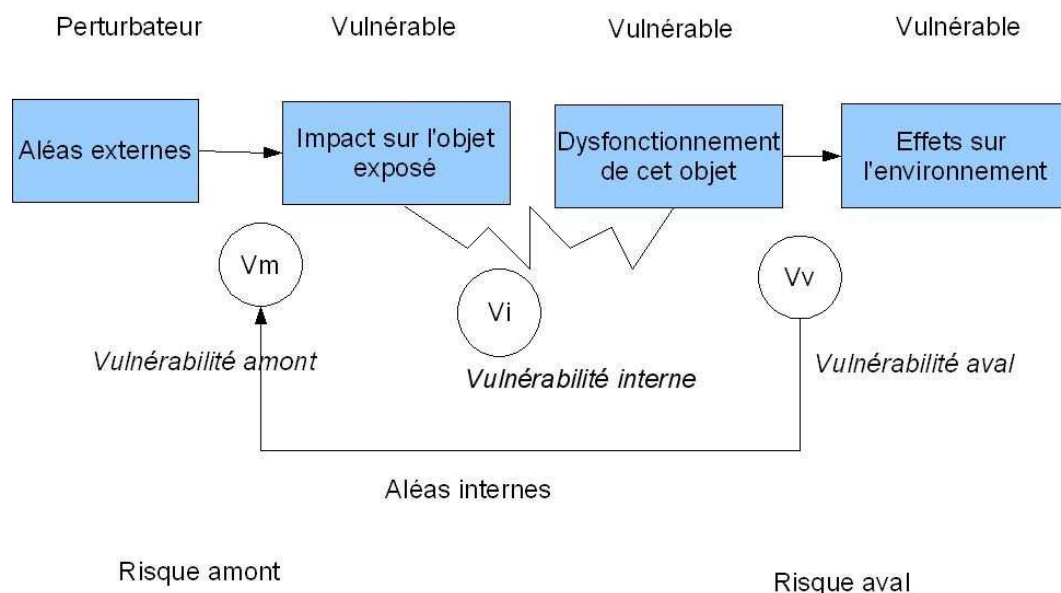 Perturbateur
Vulnérable
Vulnérable
Vulnérable
Aléas externes
Impact sur l'objet
exposé
Dysfonctionnement
de cet objet
Effets sur
l'environnement
Vm
Vi
Vv
Vulnérabilité amont
Vulnérabilité interne
Vulnérabilité aval
Aléas internes
Risque amont
Risque aval